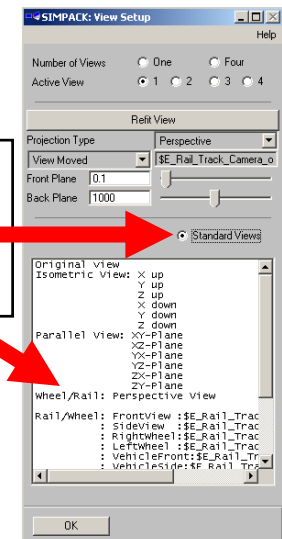 SIMPACK: View Setup
Help
Number of Views One Four
Active View 1 2 3 4
Refit View
Projection Type Perspective
View Moved $E_Rail_Track_Camera_o
Front Plane 0.1
Back Plane 1000
Standard Views
Original View
Isometric View: X up
Y up
Z up
X down
Y down
Z down
Parallel View: XY-Plane
XZ-Plane
YX-Plane
YZ-Plane
ZX-Plane
ZY-Plane
Wheel/Rail: Perspective View
Rail/Wheel: FrontView :$E_Rail_Trac
: SideView :$E_Rail_Trac
: RightWheel:$E_Rail_Trac
: LeftWheel :$E_Rail_Trac
: VehicleFront:$E_Rail_Tr
: VehicleSide:$E_Rail_Tra
OK